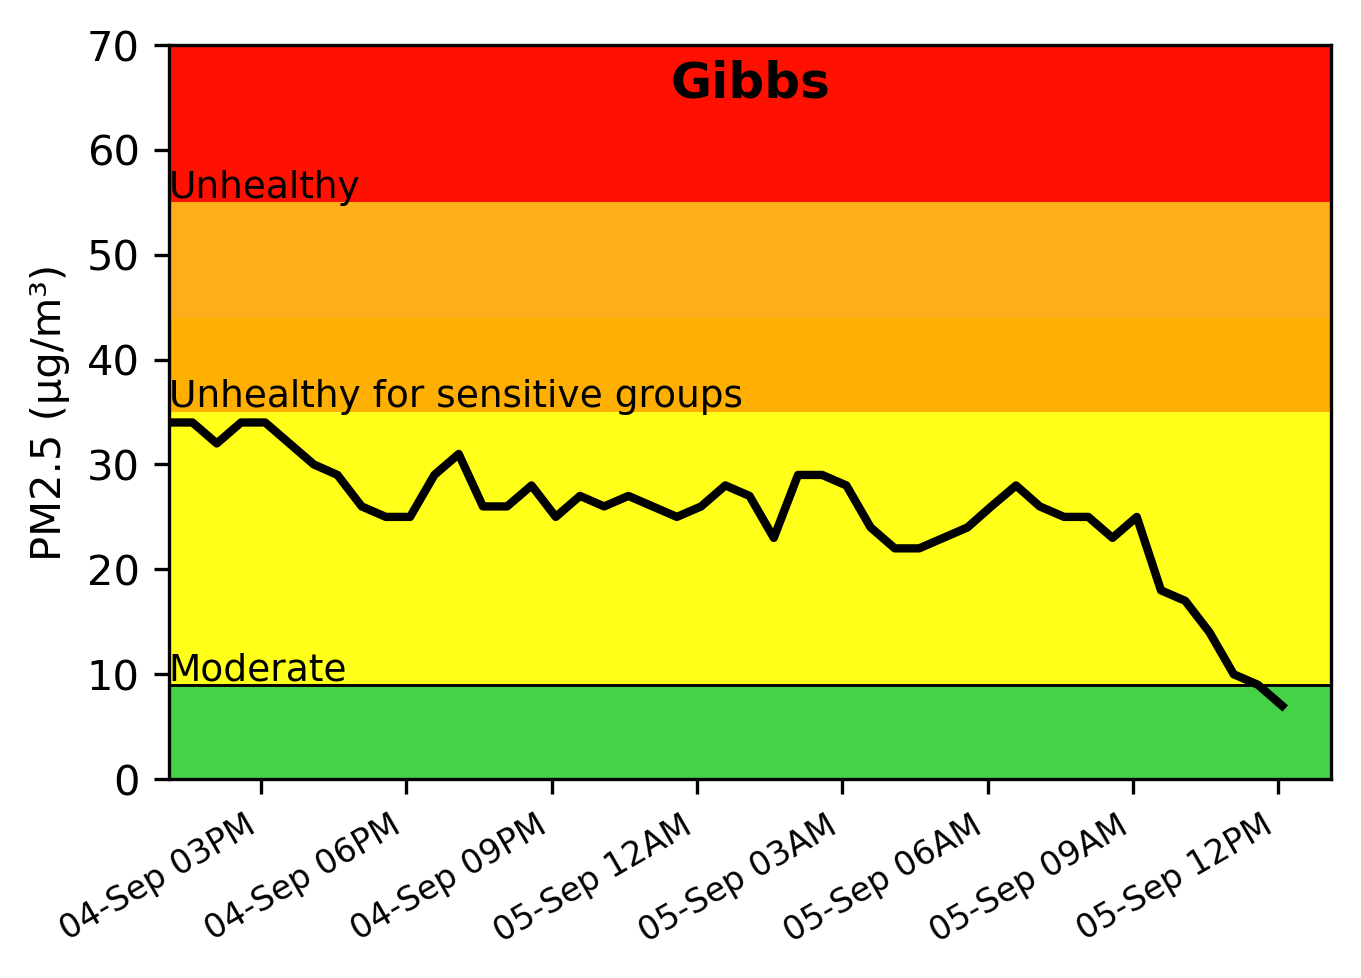 Gibbs
70
60
50
40
30
20
10
0
PM2.5 (µg/m³)
Unhealthy
Unhealthy for sensitive groups
Moderate
04-Sep 03PM
04-Sep 06PM
04-Sep 09PM
05-Sep 12AM
05-Sep 03AM
05-Sep 06AM
05-Sep 09AM
05-Sep 12PM